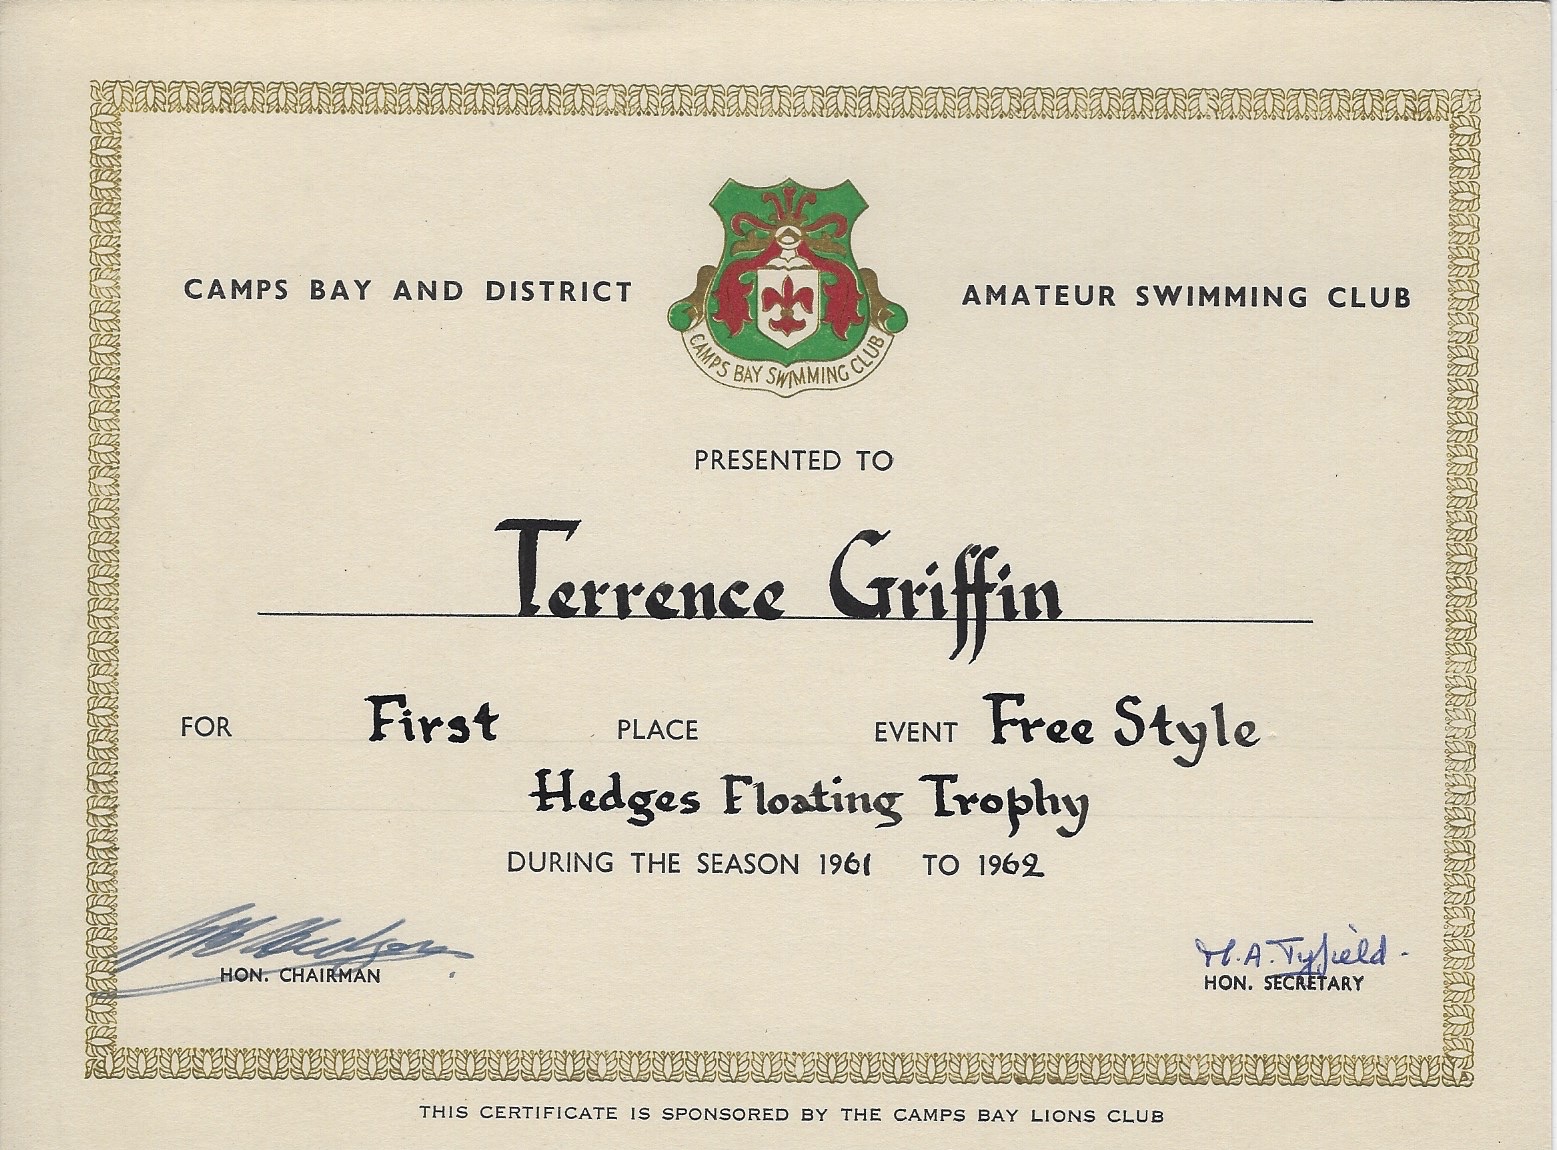 CAMPS BAY AND DISTRICT AMATEUR SWIMMING CLUB
CAMPS BAY SWIMMING CLUB
PRESENTED TO
Terrence Griffin
FOR First PLACE EVENT Free Style
Hedges Floating Trophy
DURING THE SEASON 1961 TO 1962
HON. CHAIRMAN
M.A. Tyfield.
HON. SECRETARY
THIS CERTIFICATE IS SPONSORED BY THE CAMPS BAY LIONS CLUB